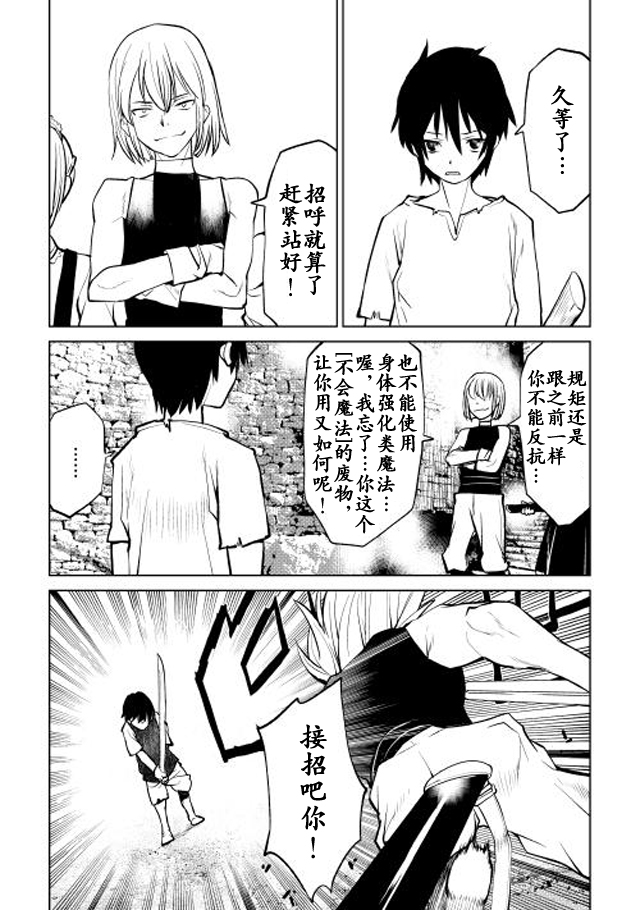 久等了…
招呼就算了
赶紧站好！
规矩还是
跟之前一样
你不能反抗…
也不能使用
身体强化类魔法…
喔，我忘了…你这个
[不会魔法]的废物，
让你用又如何呢！
……
接招吧你！